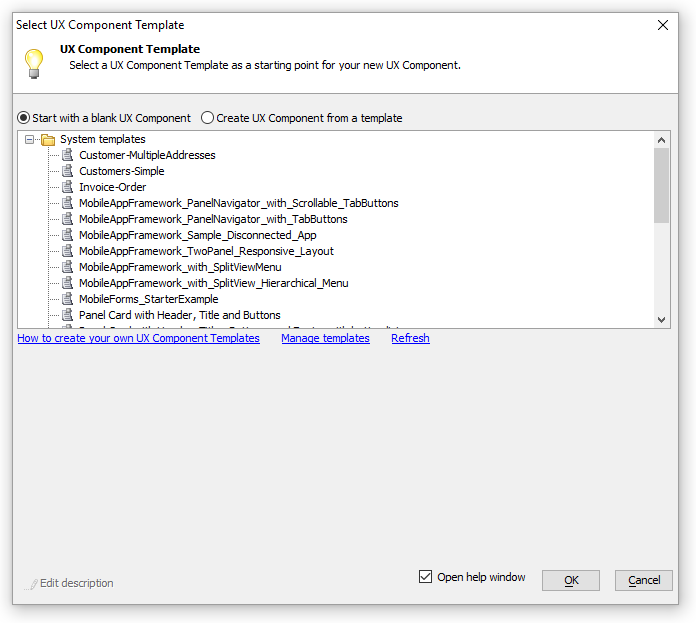 Select UX Component Template
UX Component Template
Select a UX Component Template as a starting point for your new UX Component.
Start with a blank UX Component
Create UX Component from a template
System templates
Customer-MultipleAddresses
Customers-Simple
Invoice-Order
MobileAppFramework_PanelNavigator_with_Scrollable_TabButtons
MobileAppFramework_PanelNavigator_with_TabButtons
MobileAppFramework_Sample_Disconnected_App
MobileAppFramework_TwoPanel_Responsive_Layout
MobileAppFramework_with_SplitViewMenu
MobileAppFramework_with_SplitView_Hierarchical_Menu
MobileForms_StarterExample
Panel Card with Header, Title and Buttons
How to create your own UX Component Templates
Manage templates
Refresh
Edit description
Open help window
OK
Cancel